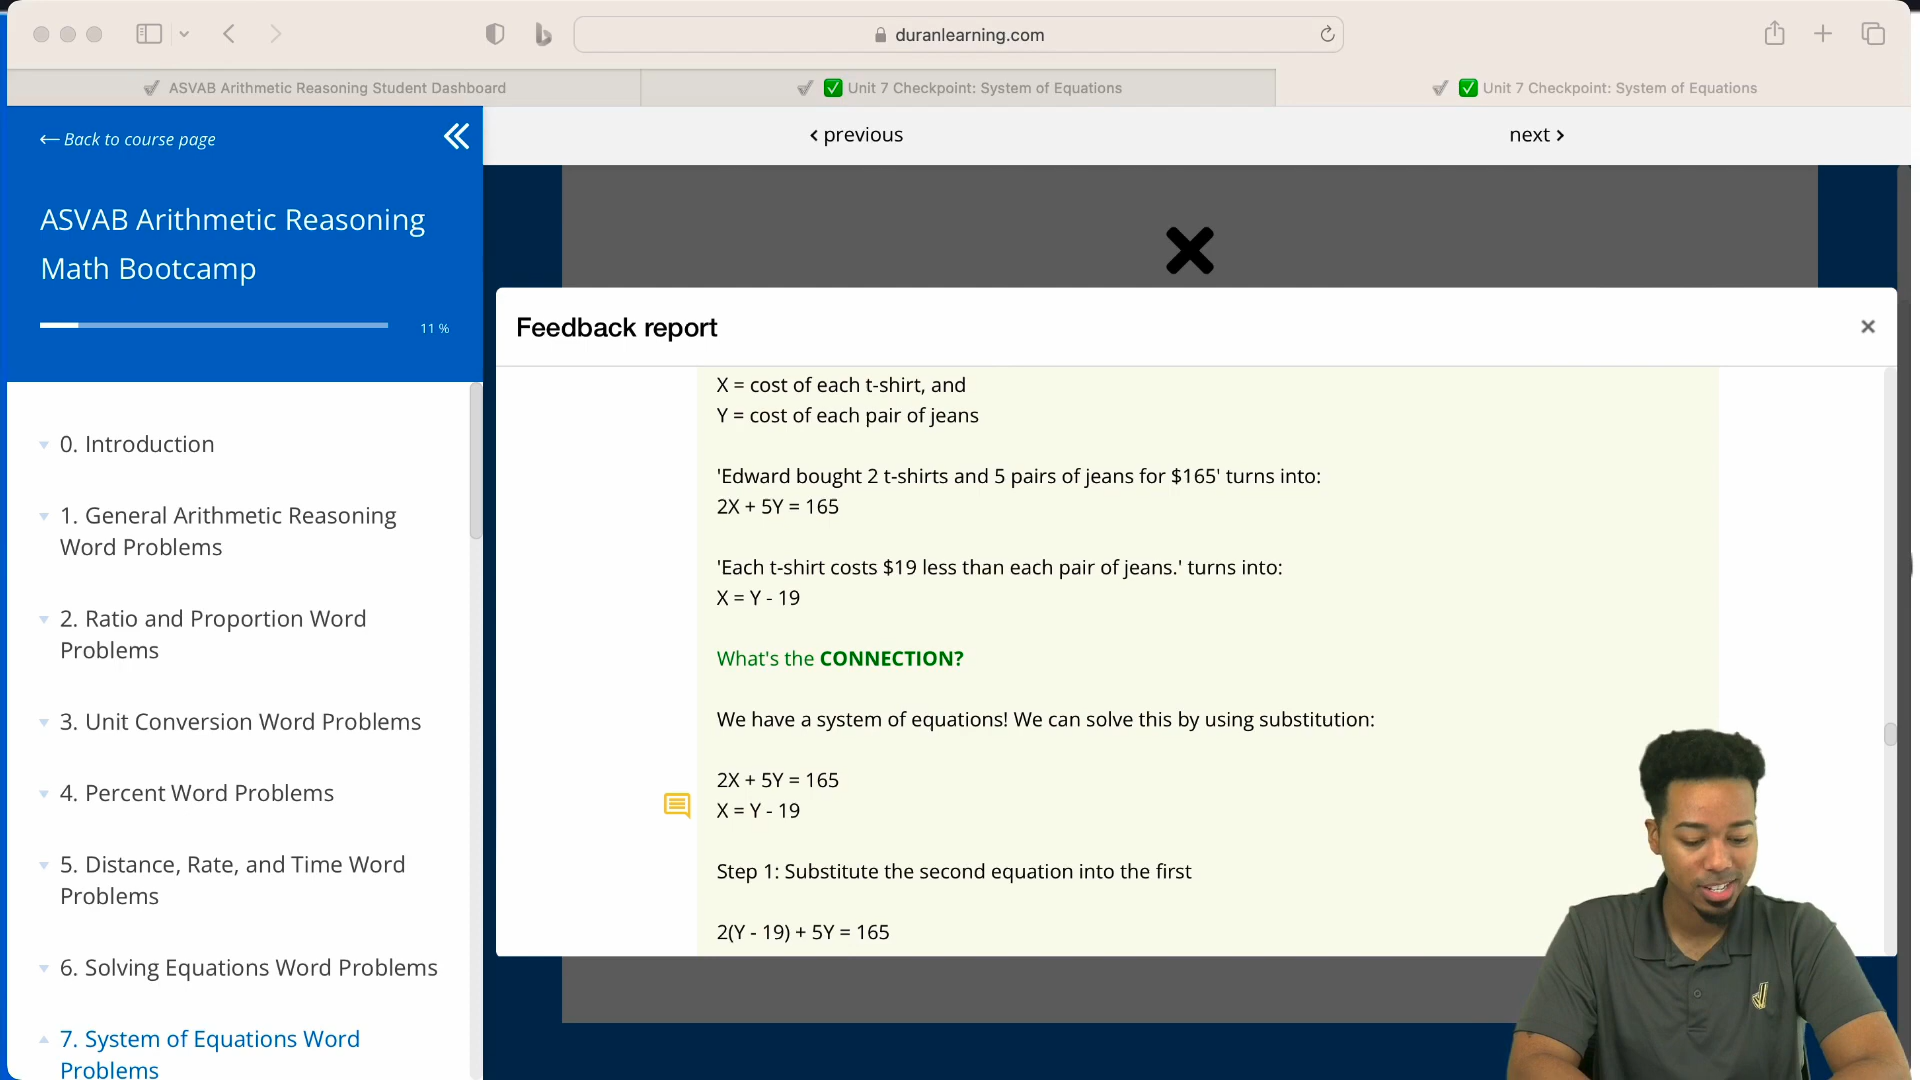 duranlearning.com
ASVAB Arithmetic Reasoning Student Dashboard
✅ Unit 7 Checkpoint: System of Equations
✅ Unit 7 Checkpoint: System of Equations
← Back to course page
‹ previous
next ›
ASVAB Arithmetic Reasoning
Math Bootcamp
11 %
0. Introduction
1. General Arithmetic Reasoning
Word Problems
2. Ratio and Proportion Word
Problems
3. Unit Conversion Word Problems
4. Percent Word Problems
5. Distance, Rate, and Time Word
Problems
6. Solving Equations Word Problems
7. System of Equations Word
Problems
Feedback report
X = cost of each t-shirt, and
Y = cost of each pair of jeans
'Edward bought 2 t-shirts and 5 pairs of jeans for $165' turns into:
2X + 5Y = 165
'Each t-shirt costs $19 less than each pair of jeans.' turns into:
X = Y - 19
What's the CONNECTION?
We have a system of equations! We can solve this by using substitution:
2X + 5Y = 165
X = Y - 19
Step 1: Substitute the second equation into the first
2(Y - 19) + 5Y = 165